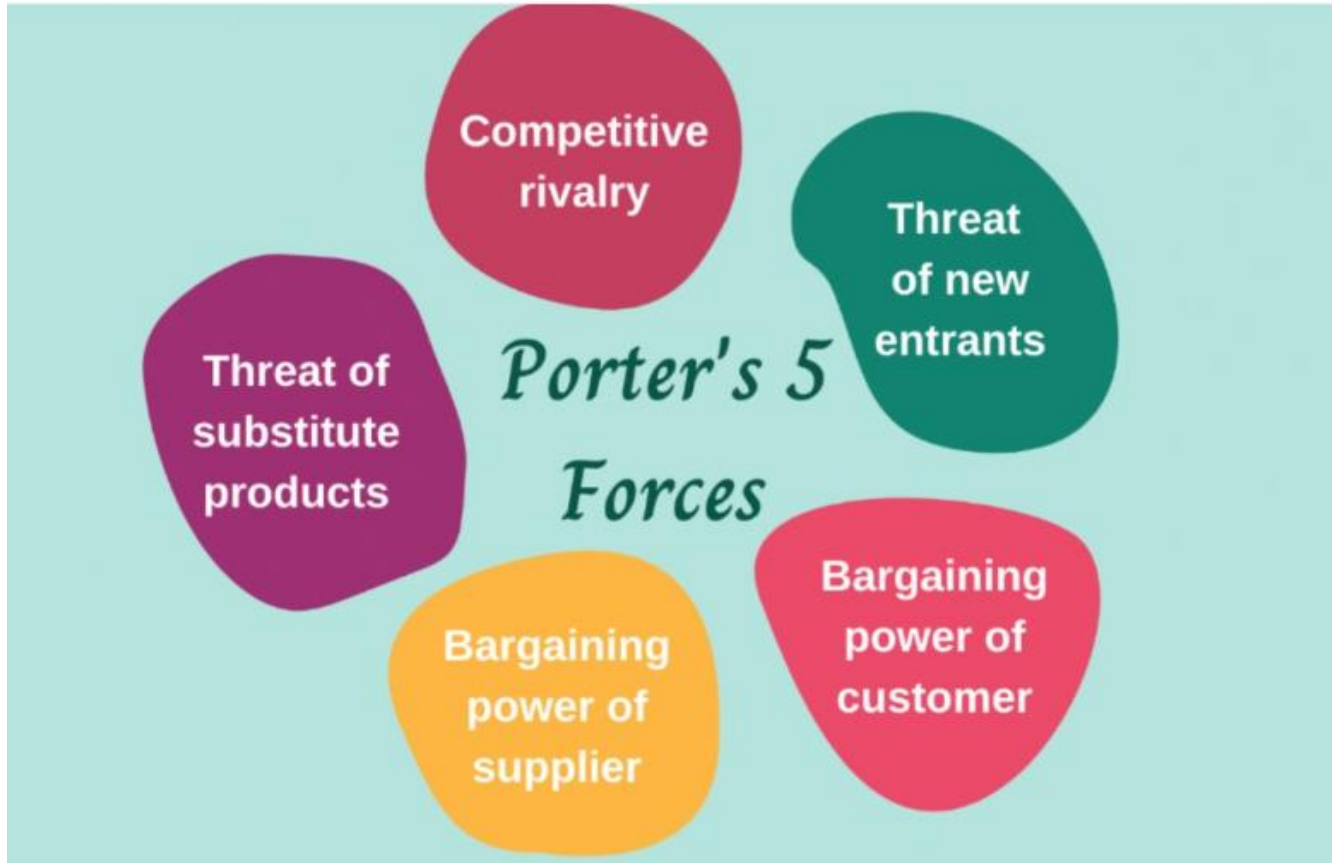 Competitive
rivalry
Threat
of new
entrants
Porter's 5
Forces
Threat of
substitute
products
Bargaining
power of
customer
Bargaining
power of
supplier